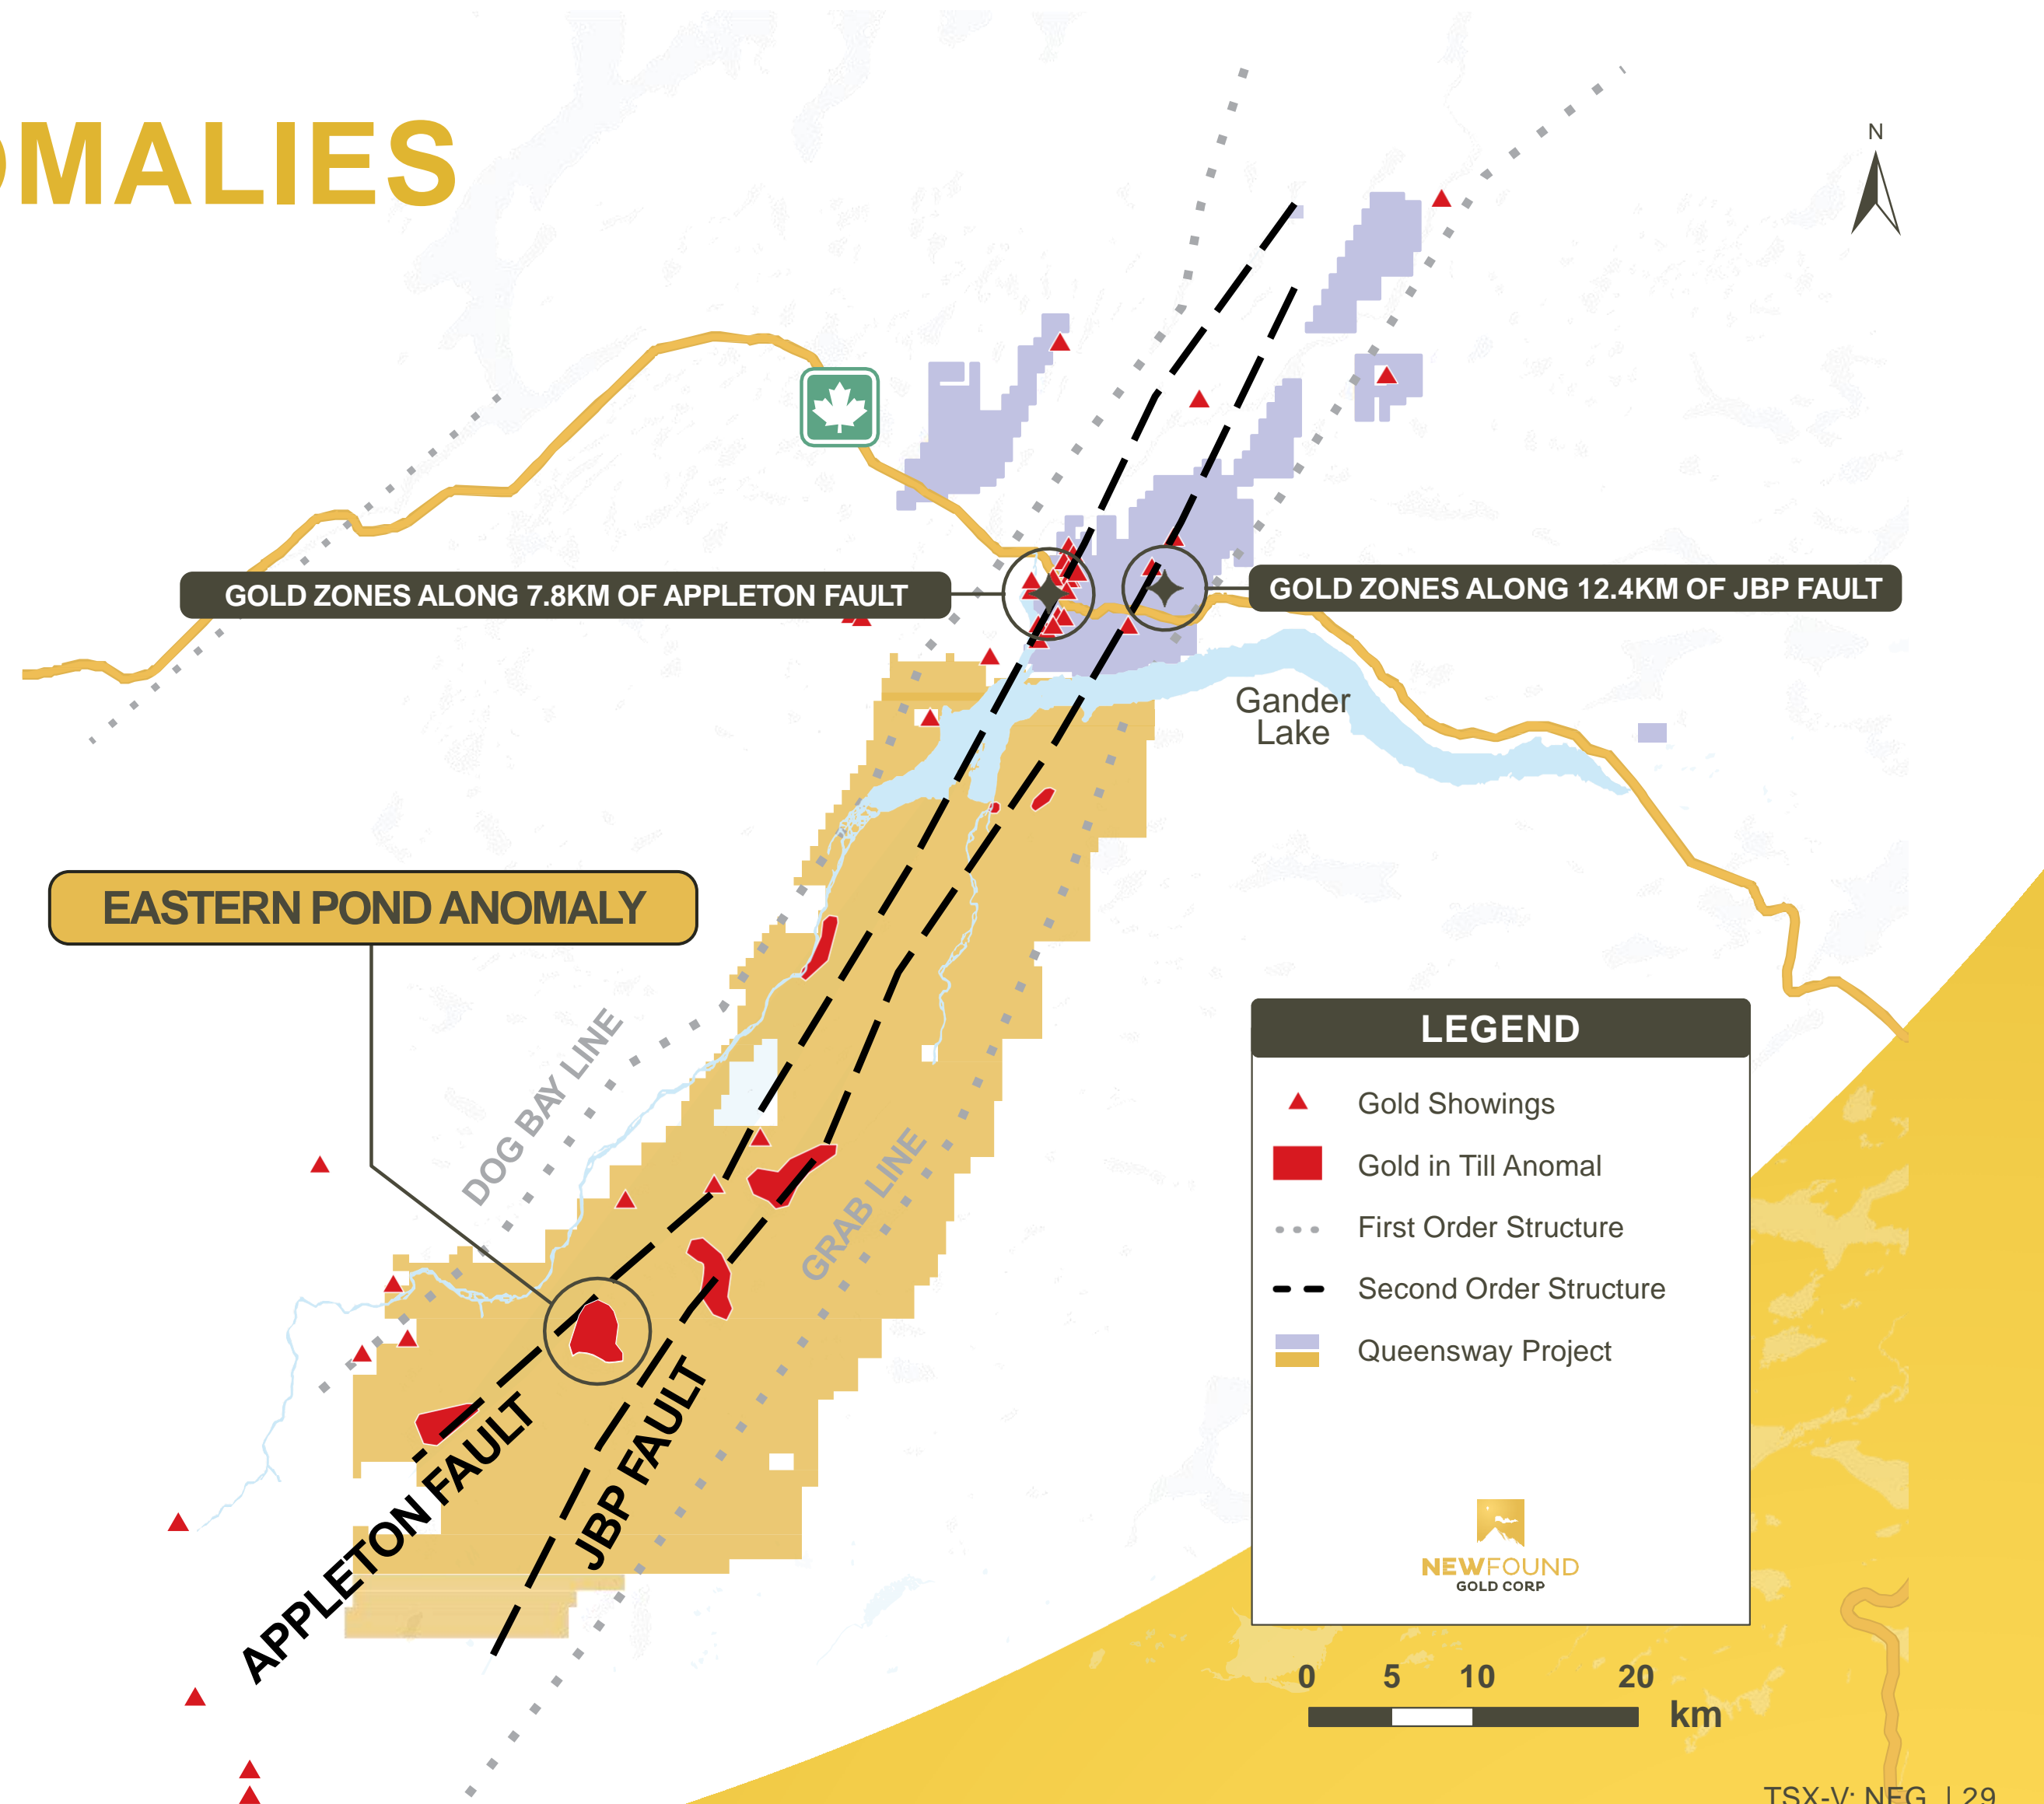 OMALIES
N
GOLD ZONES ALONG 7.8KM OF APPLETON FAULT
GOLD ZONES ALONG 12.4KM OF JBP FAULT
Gander
Lake
EASTERN POND ANOMALY
DOG BAY LINE
GRAB LINE
APPLETON FAULT
JBP FAULT
LEGEND
Gold Showings
Gold in Till Anomal
First Order Structure
Second Order Structure
Queensway Project
NEWFOUND
GOLD CORP
0 5 10 20
km
TSX-V: NFG | 29